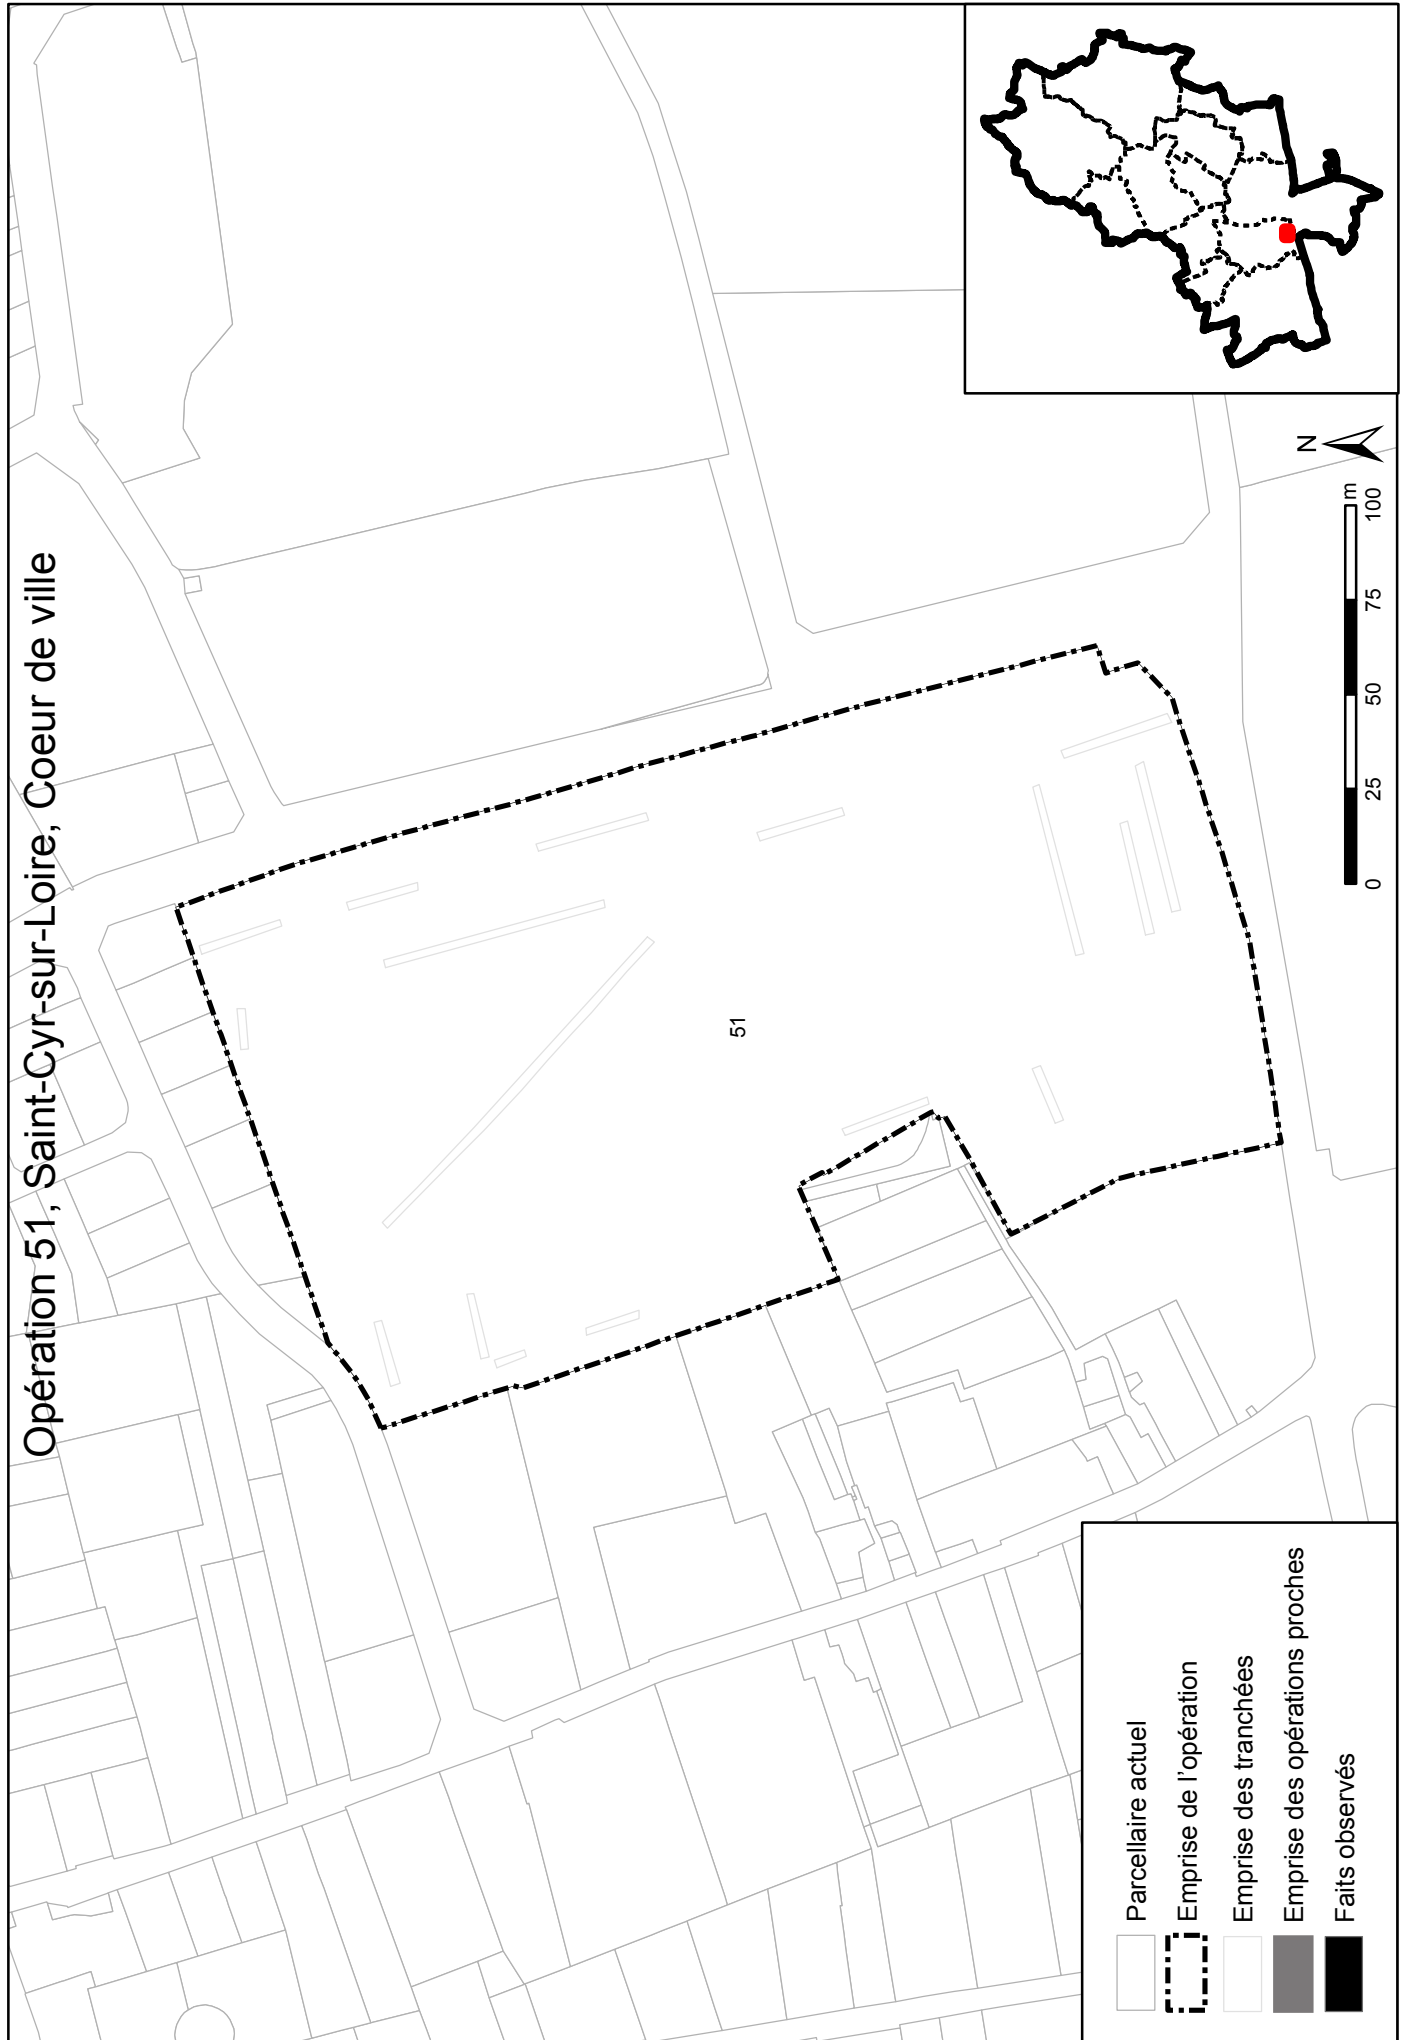 Opération 51, Saint-Cyr-sur-Loire, Coeur de ville
51
Parcellaire actuel
Emprise de l'opération
Emprise des tranchées
Emprise des opérations proches
Faits observés
0 25 50 75 100
m
N